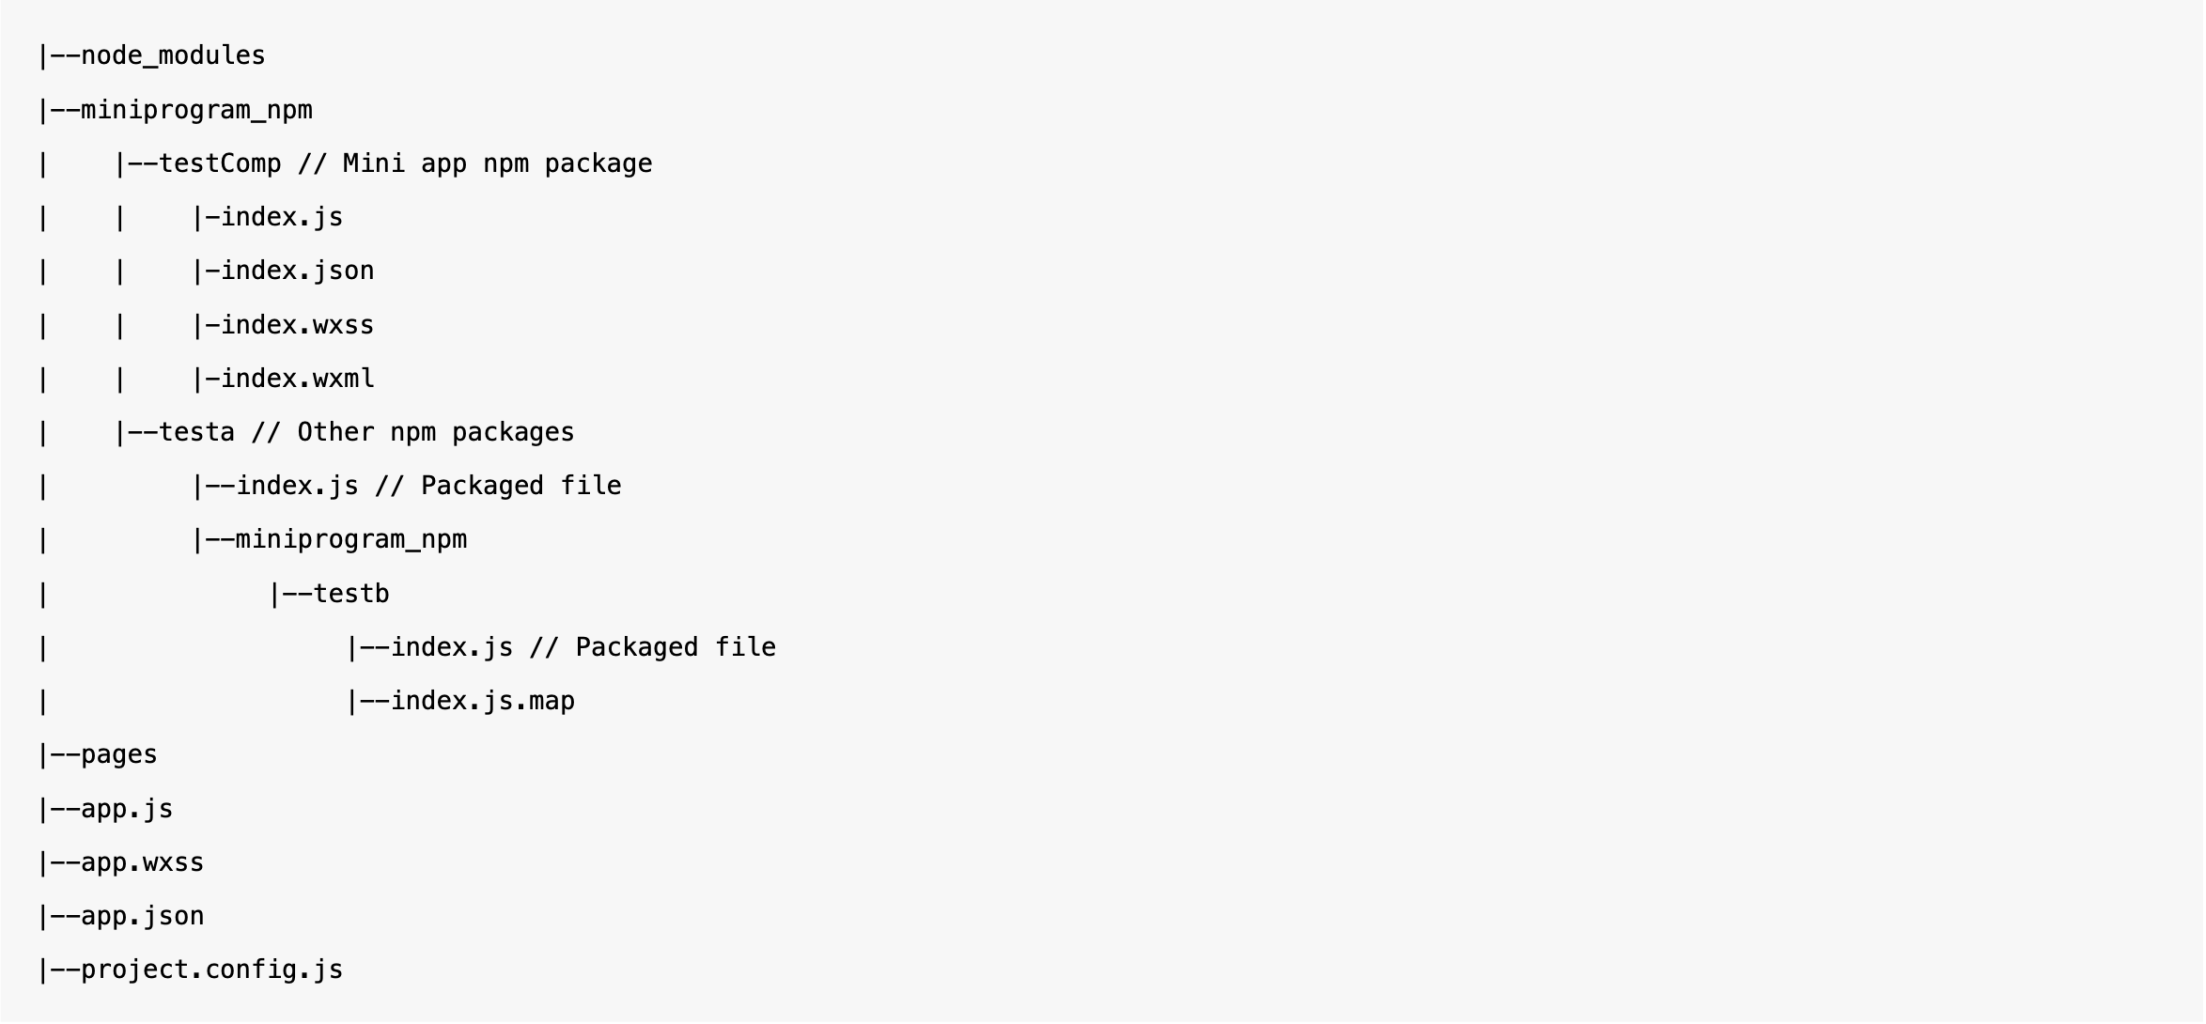 |--node_modules
|--miniprogram_npm
|    |--testComp // Mini app npm package
|    |    |-index.js
|    |    |-index.json
|    |    |-index.wxss
|    |    |-index.wxml
|    |--testa // Other npm packages
|         |--index.js // Packaged file
|         |--miniprogram_npm
|              |--testb
|                   |--index.js // Packaged file
|                   |--index.js.map
|--pages
|--app.js
|--app.wxss
|--app.json
|--project.config.js